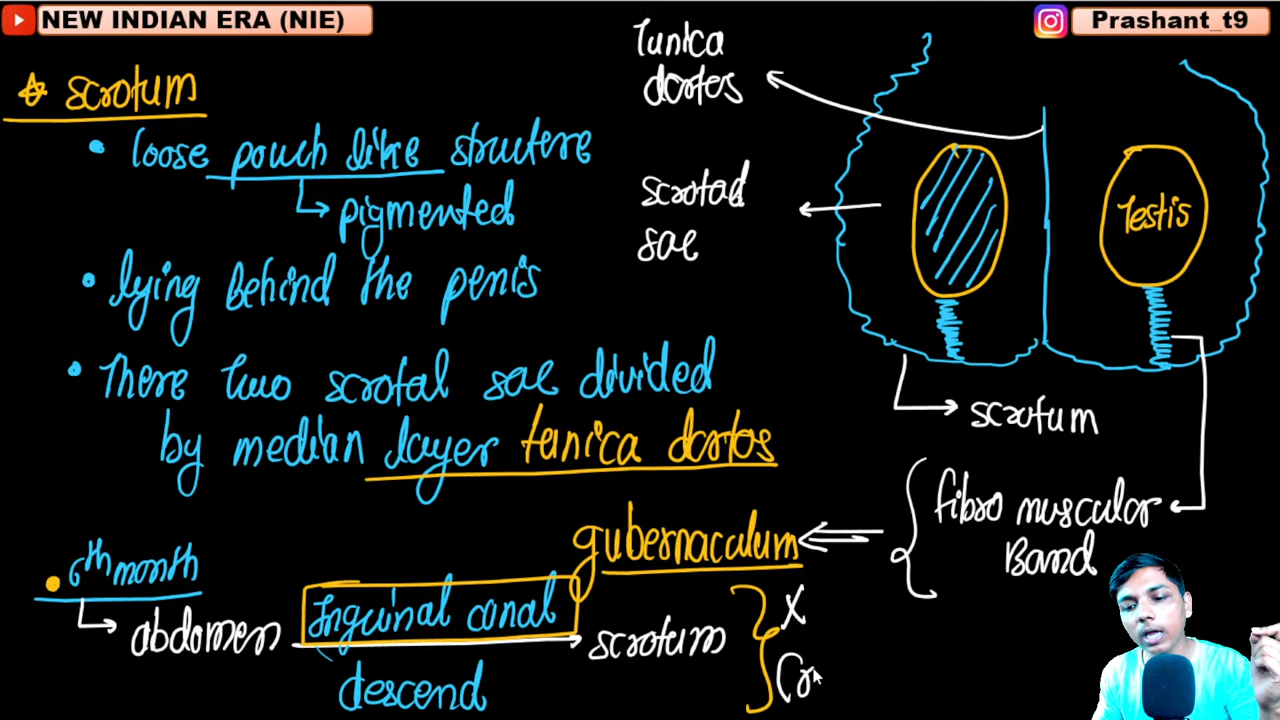 NEW INDIAN ERA (NIE)
Prashant_t9
scrotum
• loose pouch like structere
pigmented
• lying behind the penis
• There two scrotal sac divided
by median layer tunica dartos
• 6th month
abdomen
Inguinal canal
descend
scrotum
gubernaculum
X
Tunica
dartos
scrotal
sac
Testis
scrotum
fibro muscular
Band